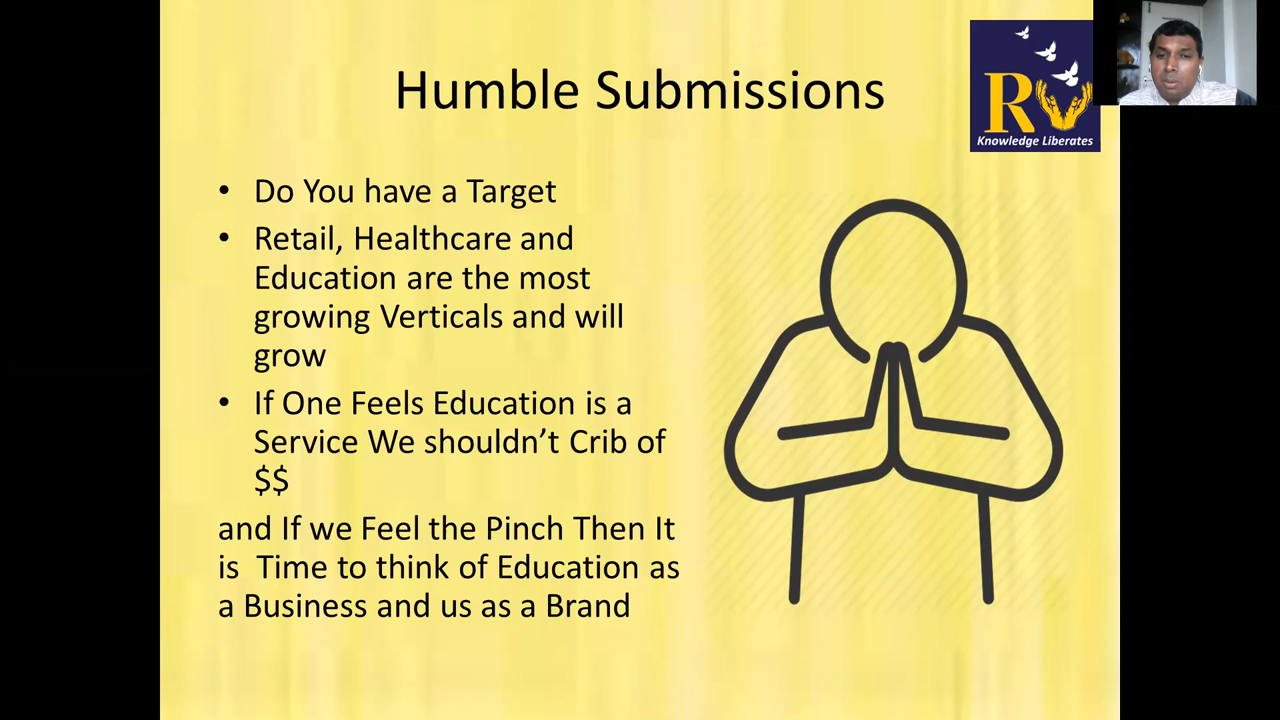 Humble Submissions
RV
Knowledge Liberates
• Do You have a Target
• Retail, Healthcare and
Education are the most
growing Verticals and will
grow
• If One Feels Education is a
Service We shouldn’t Crib of
$$
and If we Feel the Pinch Then It
is  Time to think of Education as
a Business and us as a Brand